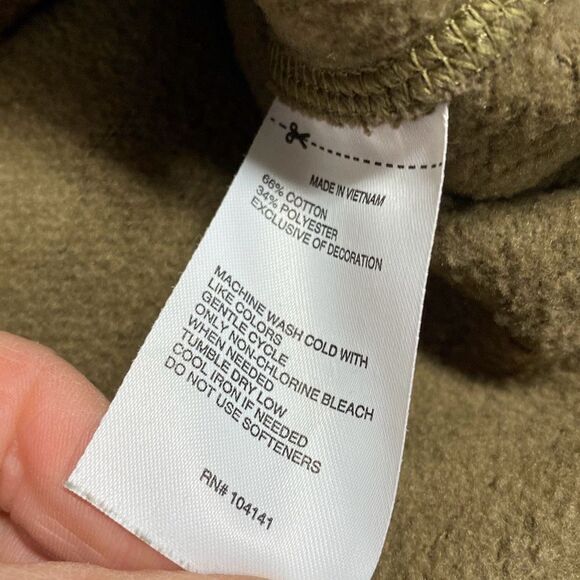 MADE IN VIETNAM
66% COTTON
34% POLYESTER
EXCLUSIVE OF DECORATION
MACHINE WASH COLD WITH
LIKE COLORS
GENTLE CYCLE
ONLY NON-CHLORINE BLEACH
WHEN NEEDED
TUMBLE DRY LOW
COOL IRON IF NEEDED
DO NOT USE SOFTENERS
RN# 104141